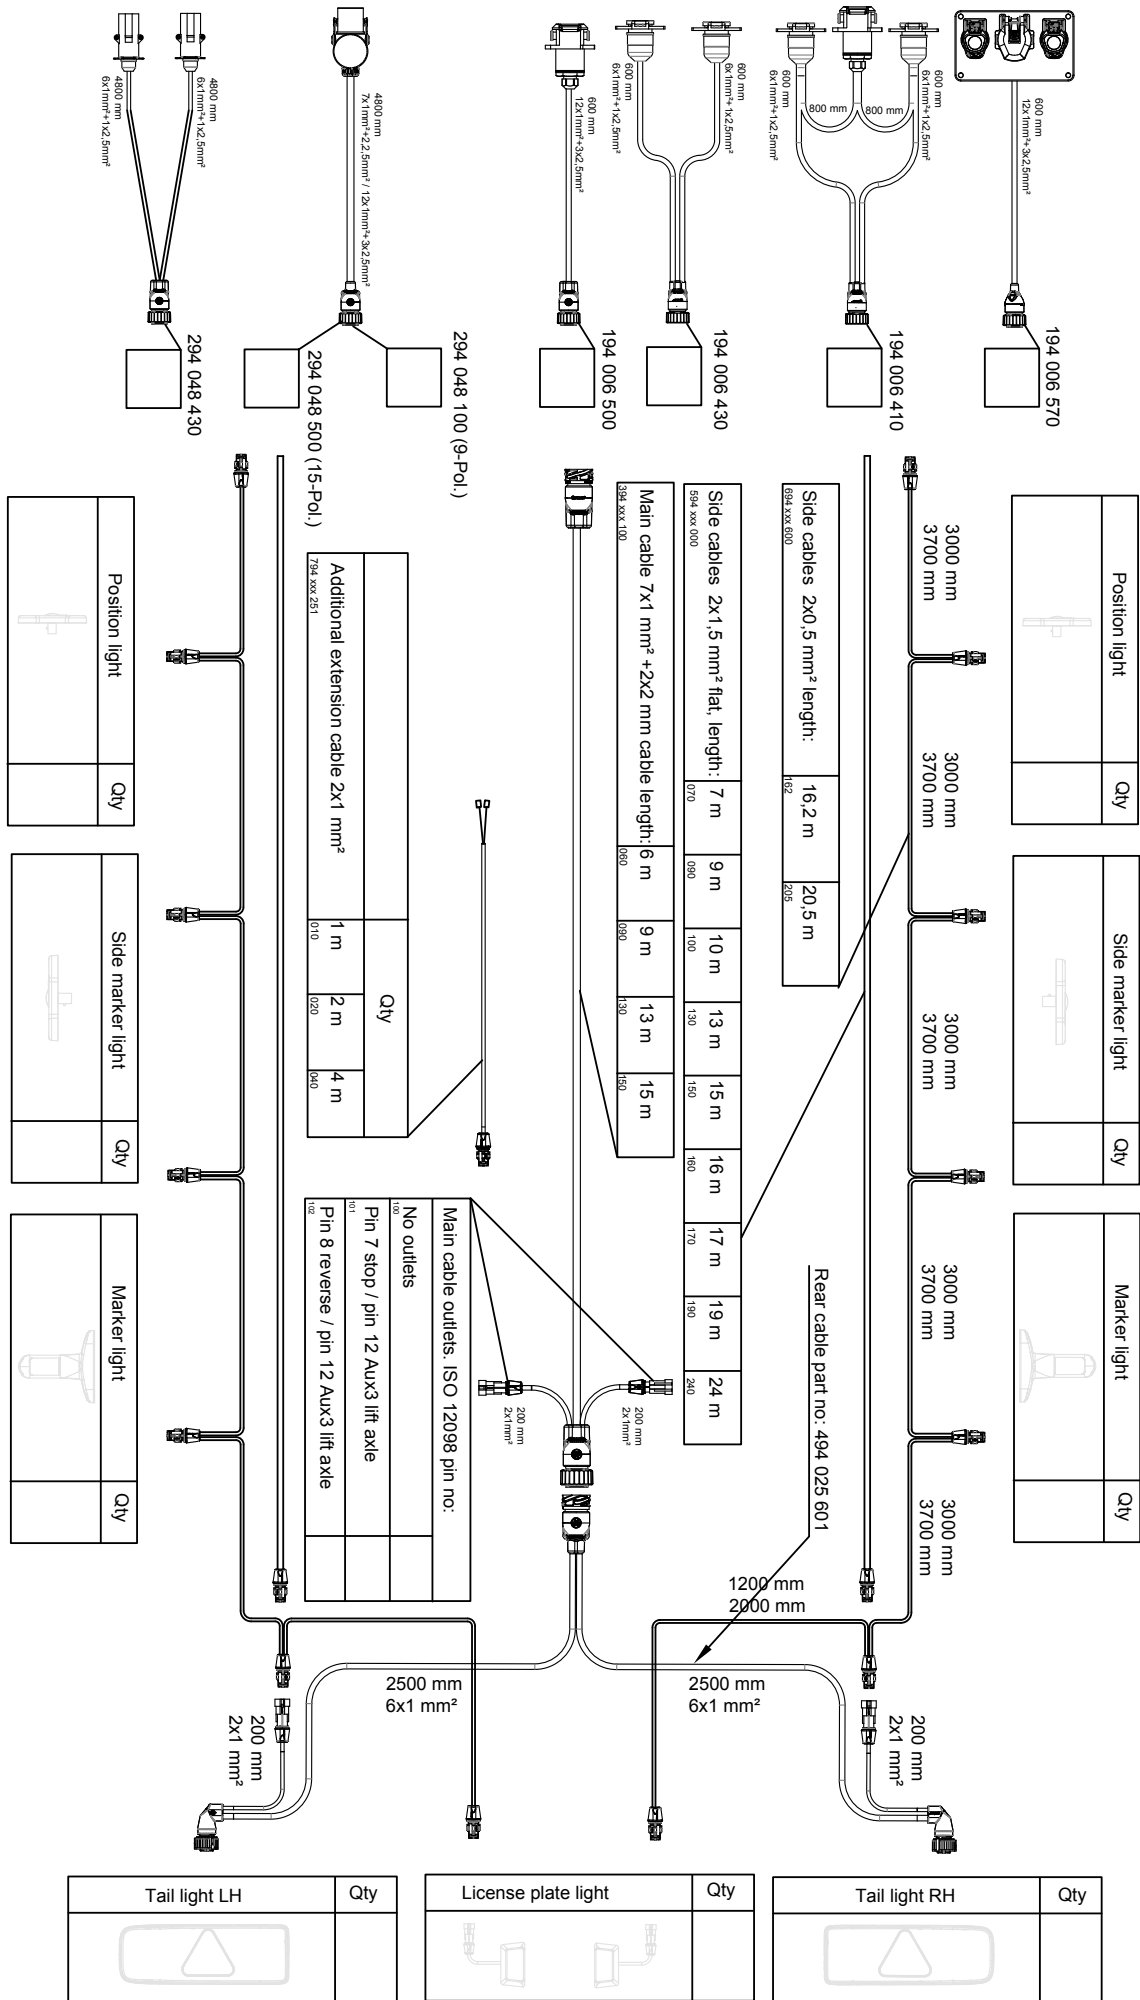 4800 mm
6x1mm²+1x2,5mm²
4800 mm
6x1mm²+1x2,5mm²
294 048 430
4800 mm
7x1mm²+2,2,5mm² / 12x1mm²+3x2,5mm²
294 048 500 (15-Pol.)
294 048 100 (9-Pol.)
600 mm
12x1mm²+3x2,5mm²
194 006 500
600 mm
6x1mm²+1x2,5mm²
600 mm
6x1mm²+1x2,5mm²
194 006 430
600 mm
6x1mm²+1x2,5mm²
800 mm
800 mm
600 mm
6x1mm²+1x2,5mm²
194 006 410
600 mm
12x1mm²+3x2,5mm²
194 006 570
Position light
Qty
Side marker light
Qty
Marker light
Qty
3000 mm
3700 mm
3000 mm
3700 mm
3000 mm
3700 mm
3000 mm
3700 mm
3000 mm
3700 mm
Side cables 2x0,5 mm² length:
694 xxx 600
16,2 m
162
20,5 m
205
Side cables 2x1,5 mm² flat, length:
594 xxx 000
7 m
070
9 m
090
10 m
100
13 m
130
15 m
150
16 m
160
17 m
170
19 m
190
24 m
240
Main cable 7x1 mm² +2x2 mm cable length:
394 xxx 100
6 m
060
9 m
090
13 m
130
15 m
150
Qty
Additional extension cable 2x1 mm²
794 xxx 251
1 m
010
2 m
020
4 m
040
Main cable outlets. ISO 12098 pin no:
No outlets
100
Pin 7 stop / pin 12 Aux3 lift axle
101
Pin 8 reverse / pin 12 Aux3 lift axle
102
200 mm
2x1mm²
200 mm
2x1mm²
Rear cable part no: 494 025 601
1200 mm
2000 mm
2500 mm
6x1 mm²
2500 mm
6x1 mm²
200 mm
2x1 mm²
200 mm
2x1 mm²
Position light
Qty
Side marker light
Qty
Marker light
Qty
Tail light LH
Qty
License plate light
Qty
Tail light RH
Qty